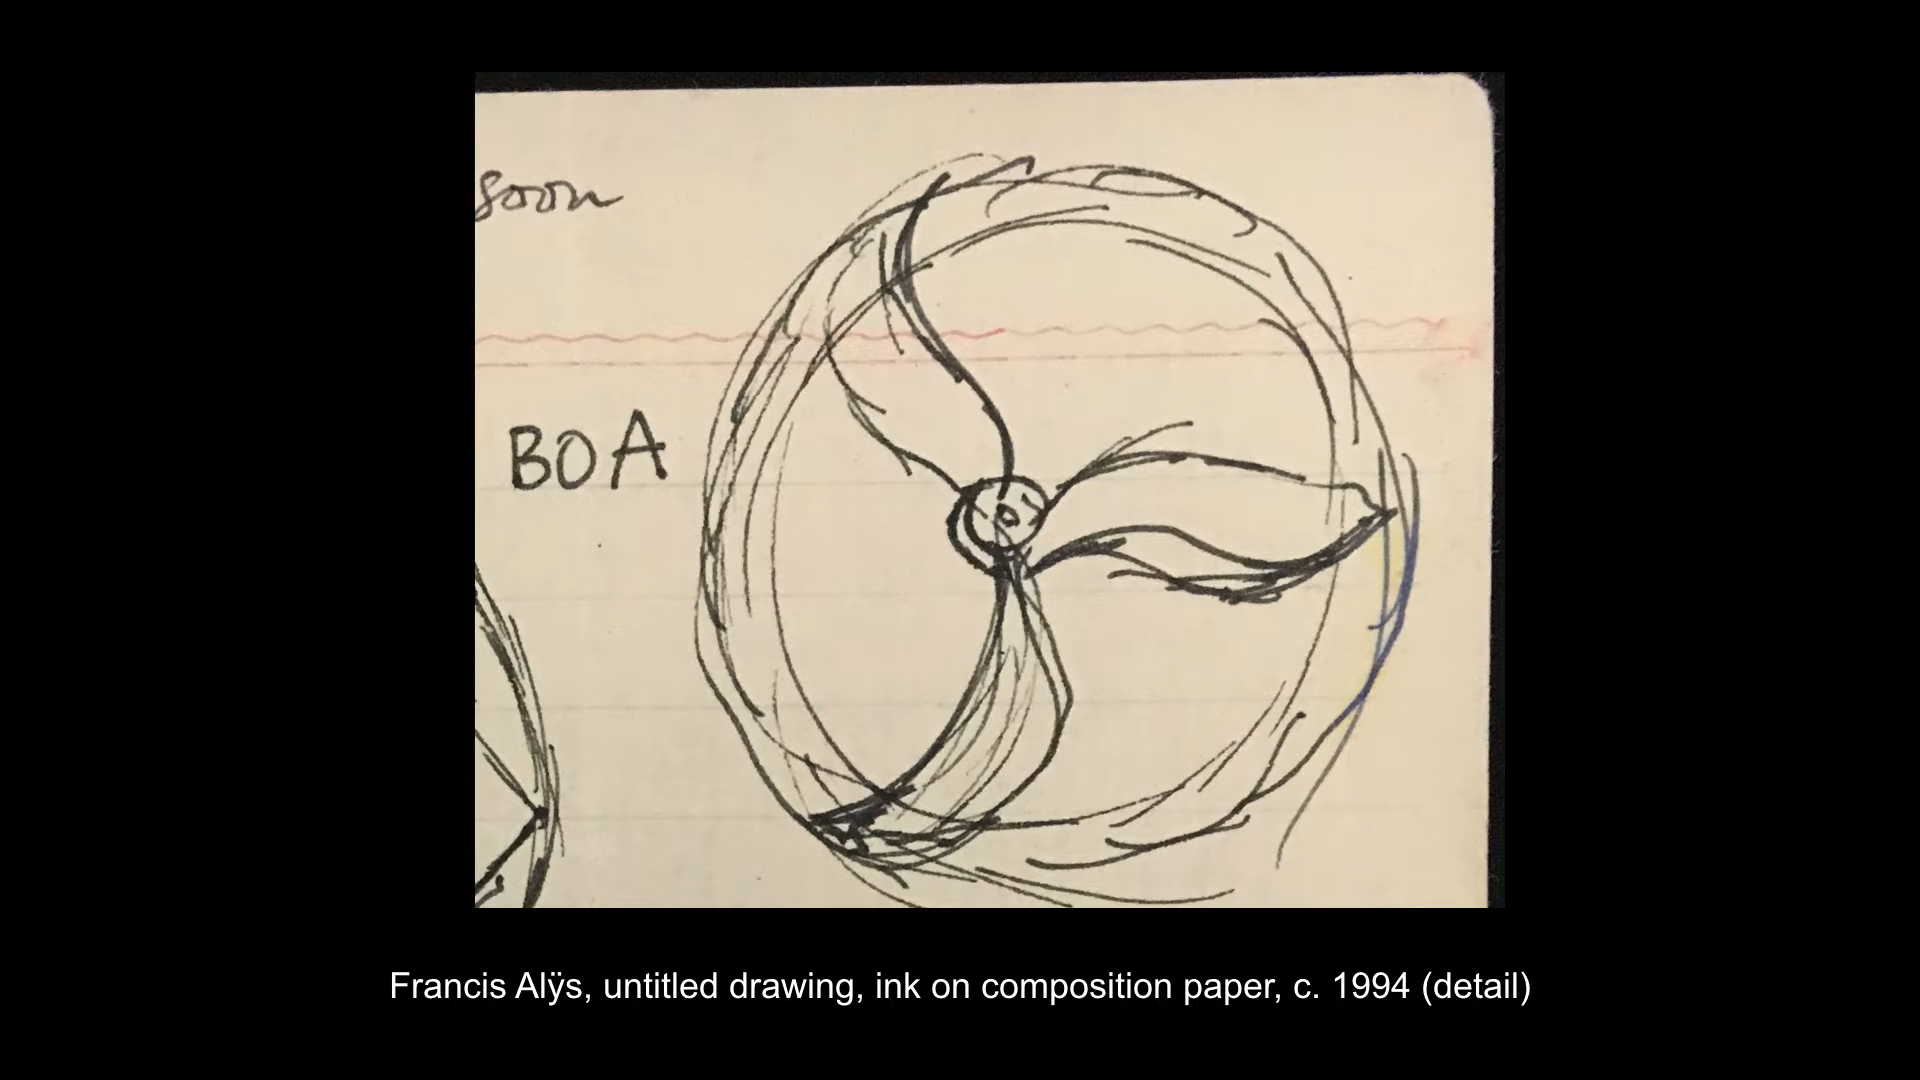 soon
BOA
Francis Alÿs, untitled drawing, ink on composition paper, c. 1994 (detail)